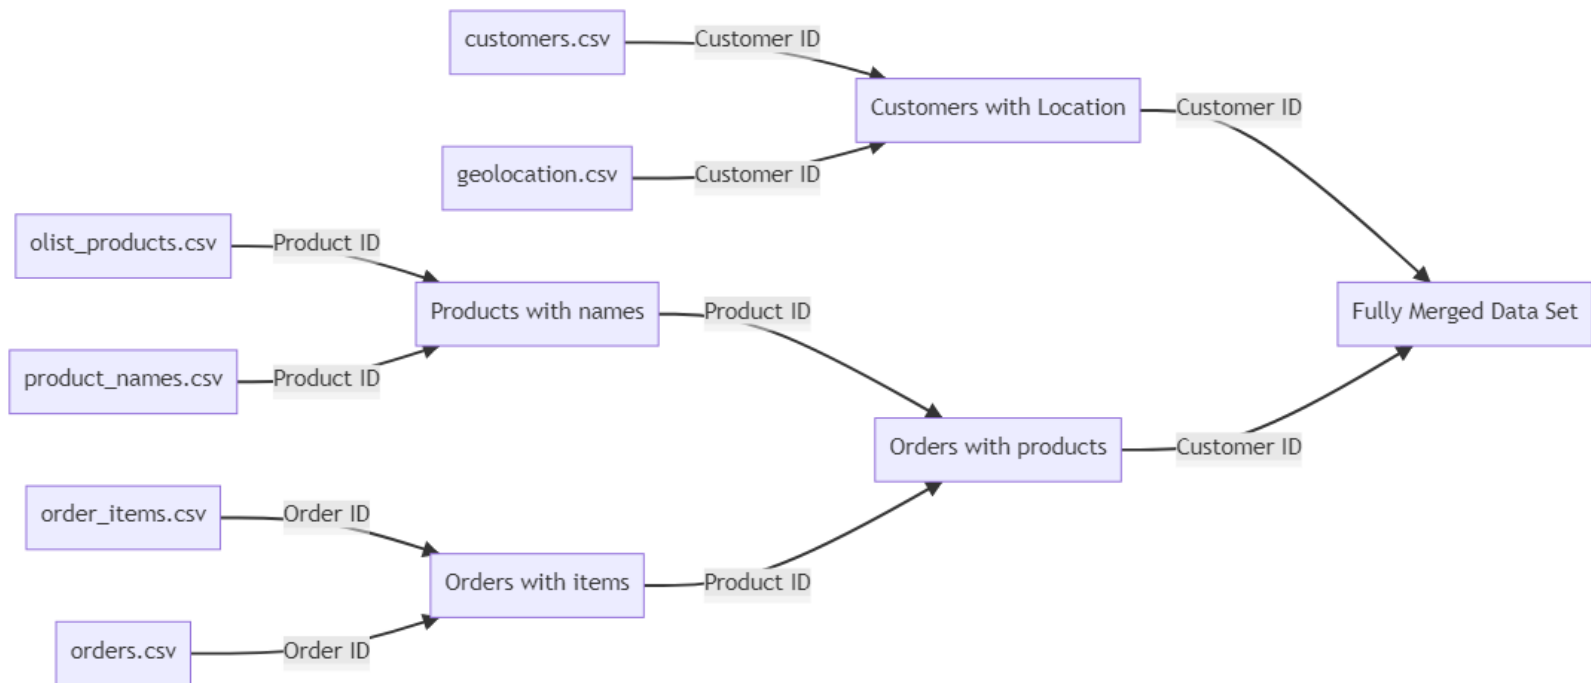 customers.csv
Customer ID
Customers with Location
Customer ID
geolocation.csv
Customer ID
olist_products.csv
Product ID
Products with names
Product ID
Fully Merged Data Set
product_names.csv
Product ID
Orders with products
Customer ID
order_items.csv
Order ID
Orders with items
Product ID
orders.csv
Order ID